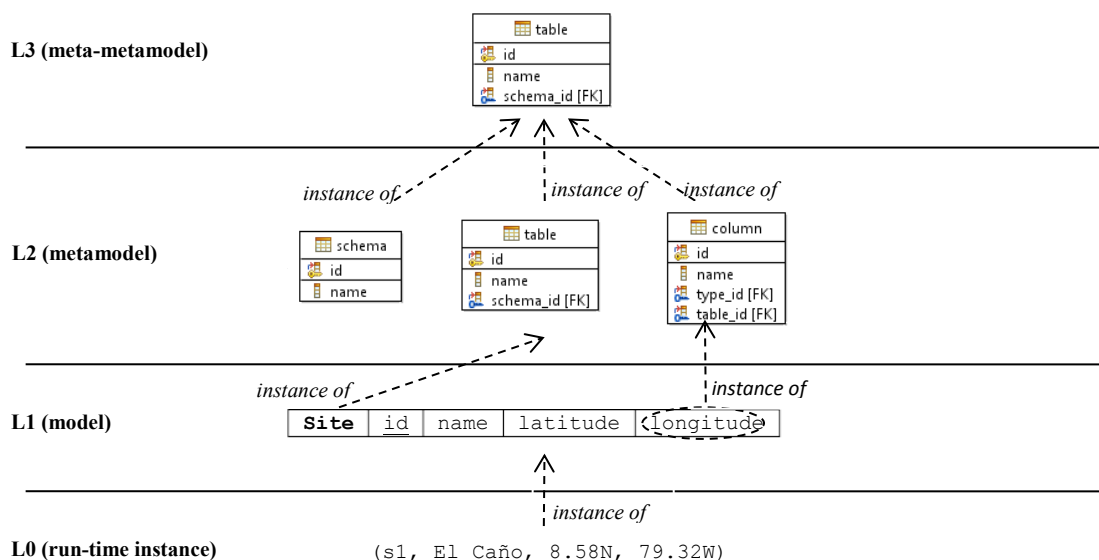 table
L3 (meta-metamodel)
id
name
schema_id [FK]
instance of
instance of
instance of
schema
id
name
L2 (metamodel)
table
id
name
schema_id [FK]
column
id
name
type_id [FK]
table_id [FK]
instance of
instance of
L1 (model)
Site id name latitude longitude
instance of
L0 (run-time instance)
(s1, El Caño, 8.58N, 79.32W)